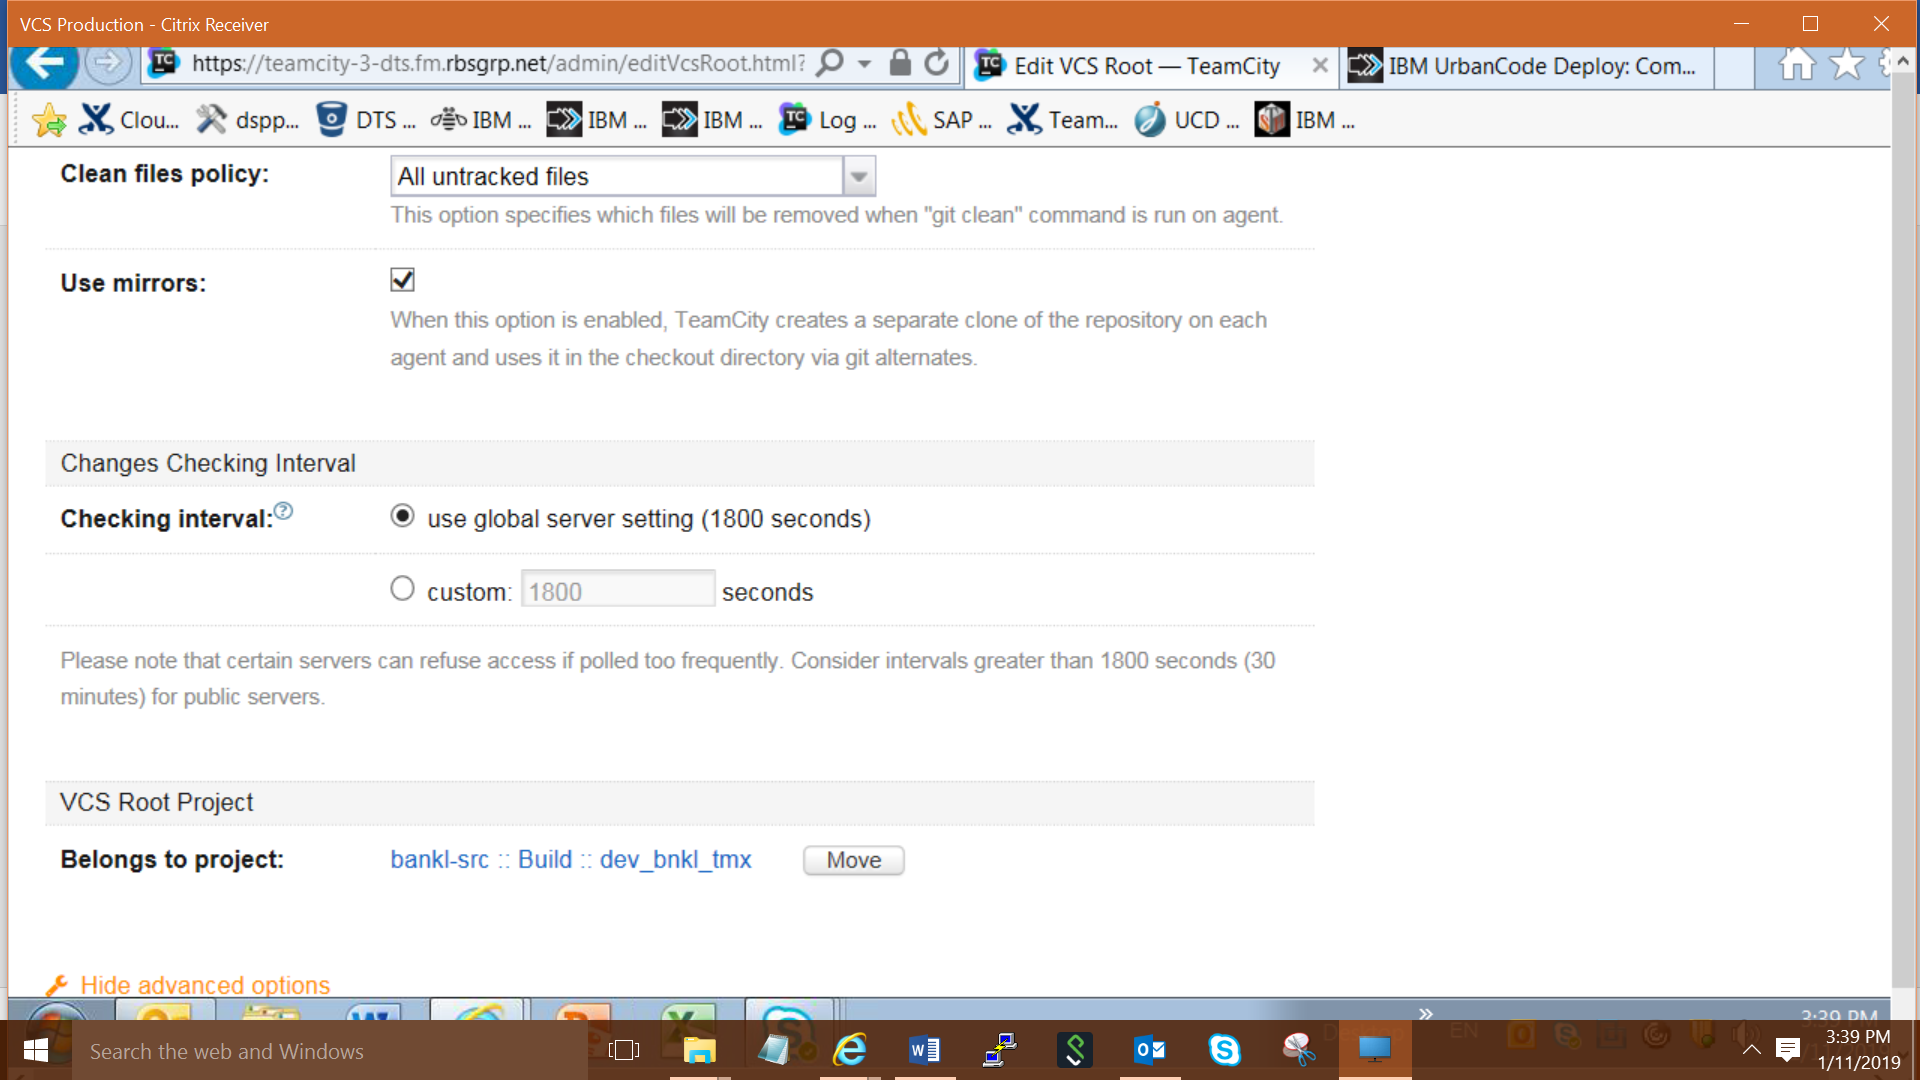 VCS Production - Citrix Receiver
https://teamcity-3-dts.fm.rbsgrp.net/admin/editVcsRoot.html?
TC Edit VCS Root — TeamCity
IBM UrbanCode Deploy: Com...
Clou... dspp... DTS ... IBM ... IBM ... IBM ... TC Log ... SAP ... Team... UCD ... IBM ...
Clean files policy: All untracked files
This option specifies which files will be removed when "git clean" command is run on agent.
Use mirrors:
When this option is enabled, TeamCity creates a separate clone of the repository on each
agent and uses it in the checkout directory via git alternates.
Changes Checking Interval
Checking interval:? use global server setting (1800 seconds)
custom: 1800 seconds
Please note that certain servers can refuse access if polled too frequently. Consider intervals greater than 1800 seconds (30
minutes) for public servers.
VCS Root Project
Belongs to project: bankl-src :: Build :: dev_bnkl_tmx Move
Hide advanced options
3:39 PM
Search the web and Windows
Desktop
EN
3:39 PM
1/11/2019